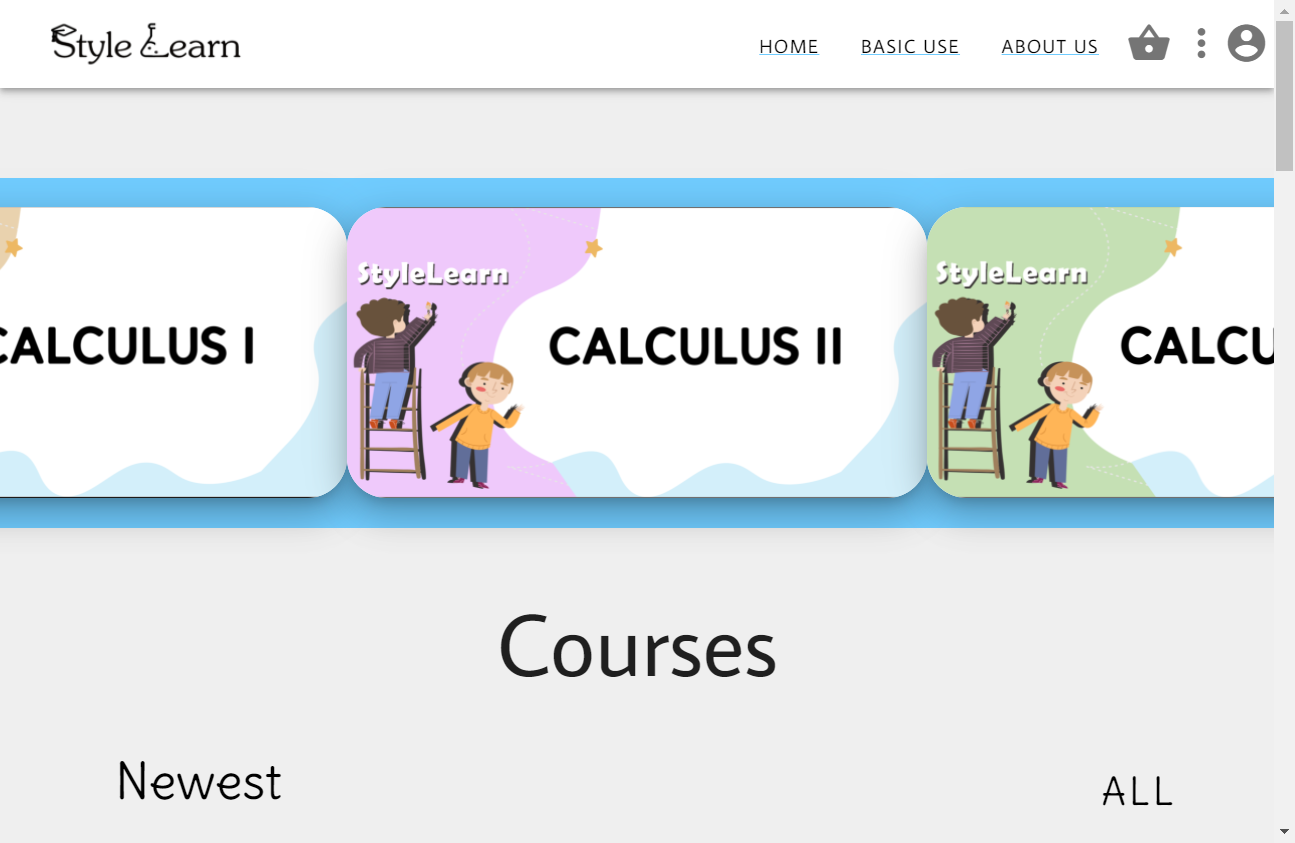 Style Learn
HOME BASIC USE ABOUT US
CALCULUS I
StyleLearn
CALCULUS II
StyleLearn
CALCU
Courses
Newest
ALL